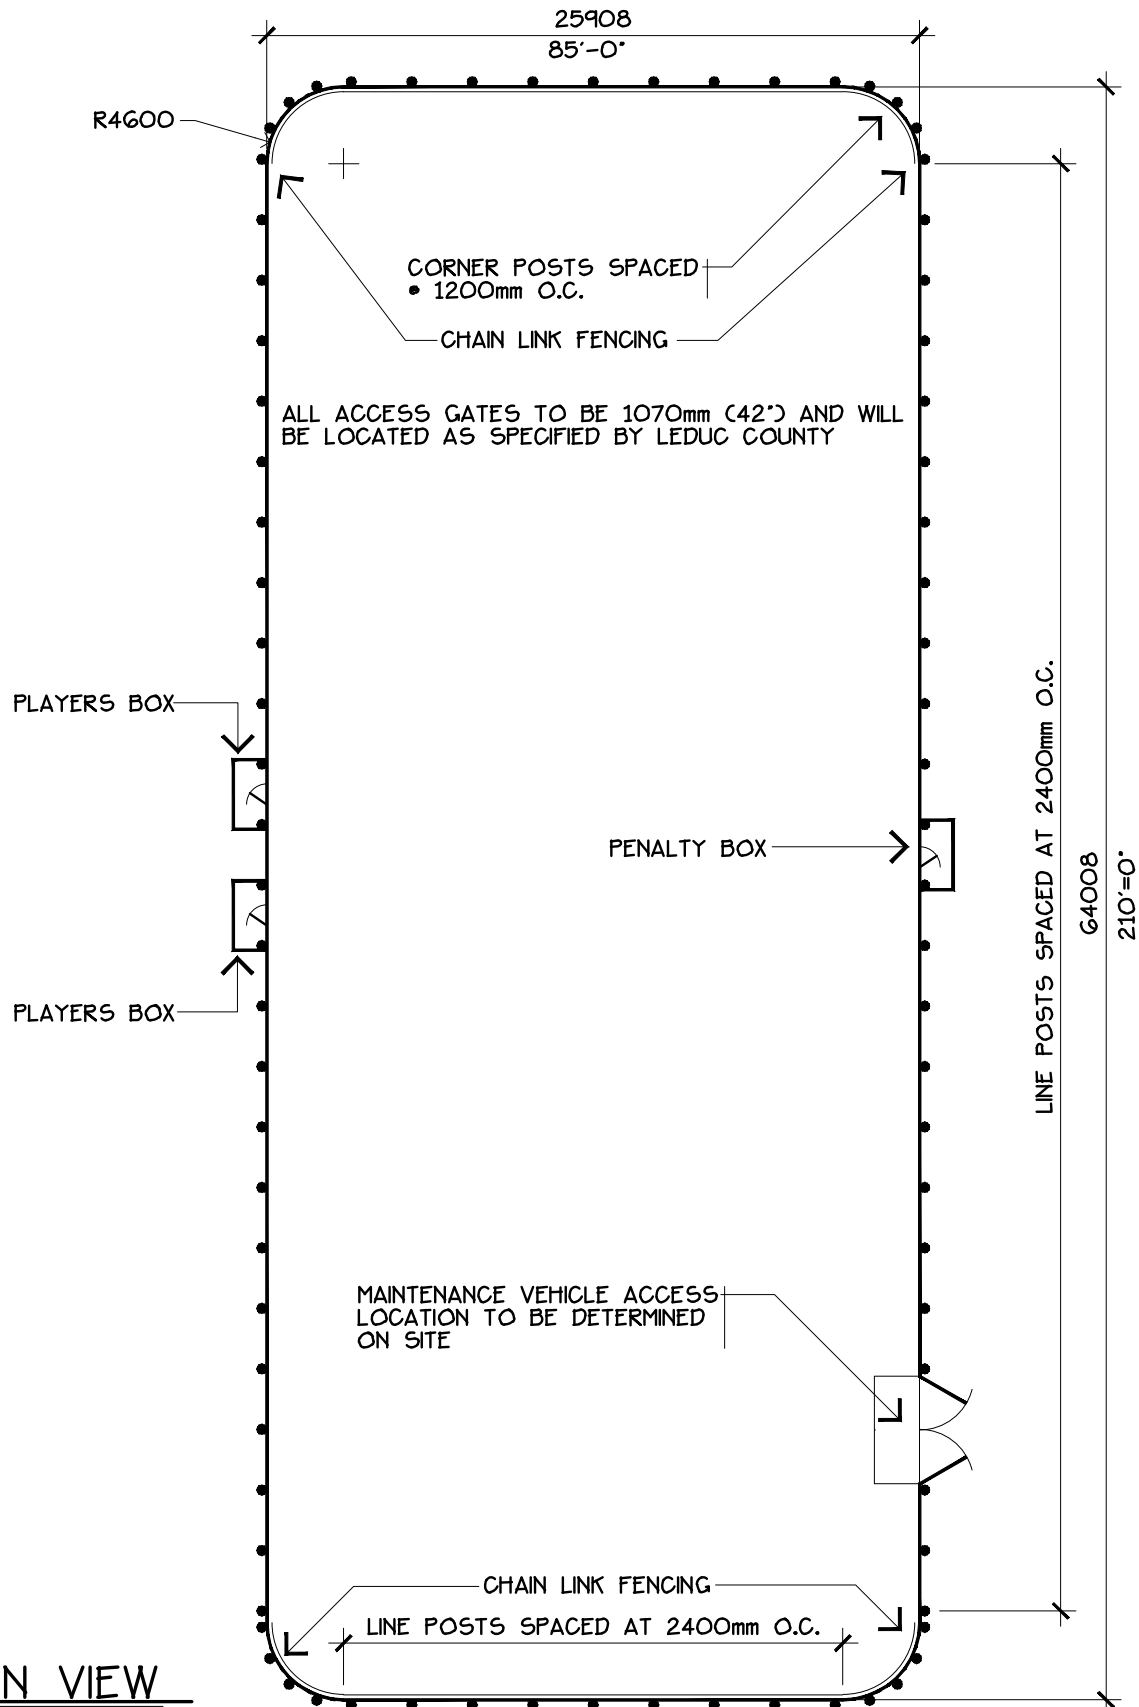 25908
85'-0"
R4600
CORNER POSTS SPACED
• 1200mm O.C.
CHAIN LINK FENCING
ALL ACCESS GATES TO BE 1070mm (42") AND WILL
BE LOCATED AS SPECIFIED BY LEDUC COUNTY
PLAYERS BOX
PENALTY BOX
PLAYERS BOX
LINE POSTS SPACED AT 2400mm O.C.
64008
210'=0"
MAINTENANCE VEHICLE ACCESS
LOCATION TO BE DETERMINED
ON SITE
CHAIN LINK FENCING
LINE POSTS SPACED AT 2400mm O.C.
N VIEW